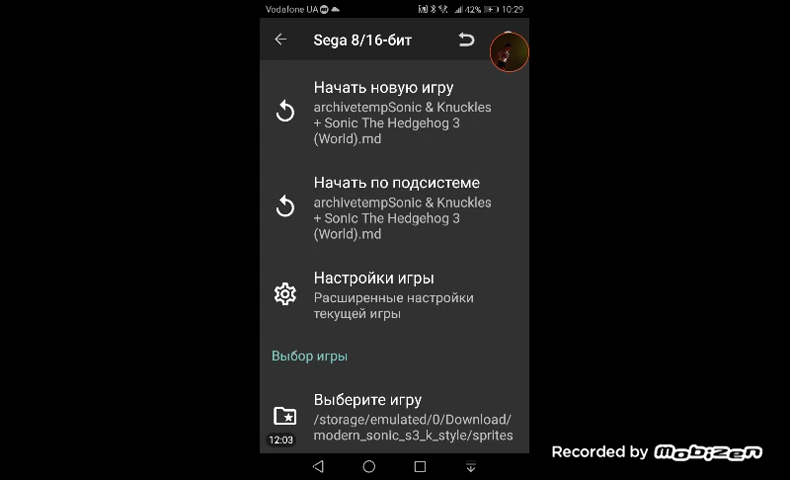 Vodafone UA 42% 10:29
Sega 8/16-бит
Начать новую игру
archivetempSonic & Knuckles
+ Sonic The Hedgehog 3
(World).md
Начать по подсистеме
archivetempSonic & Knuckles
+ Sonic The Hedgehog 3
(World).md
Настройки игры
Расширенные настройки
текущей игры
Выбор игры
Выберите игру
/storage/emulated/0/Download/
modern_sonic_s3_k_style/sprites
12:03
Recorded by Mobizen